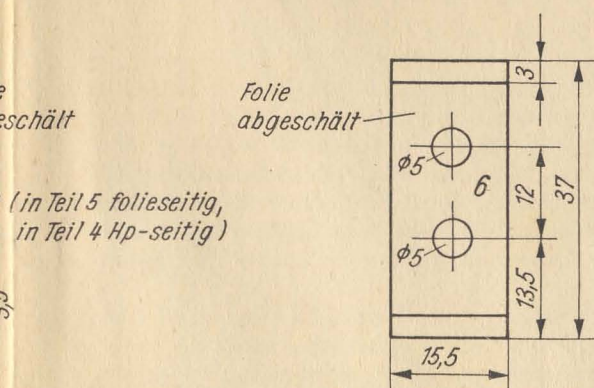 eschält
(in Teil 5 folieseitig,
in Teil 4 Hp-seitig)
Folie
abgeschält
3
ϕ5
6
12
37
ϕ5
13,5
15,5